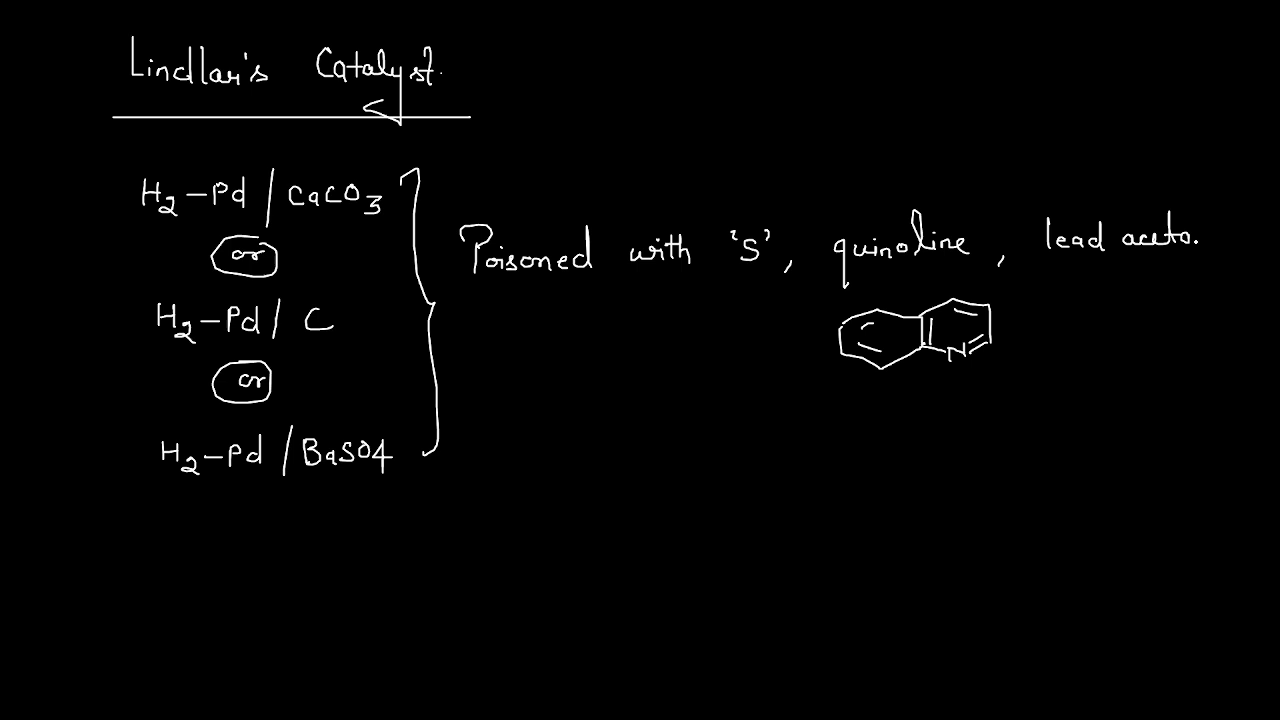 Lindlar's Catalyst.
H2-Pd / CaCO3
or
Poisoned with 'S', quinoline, lead aceto.
H2-Pd / C
N
or
H2-Pd / BaSO4